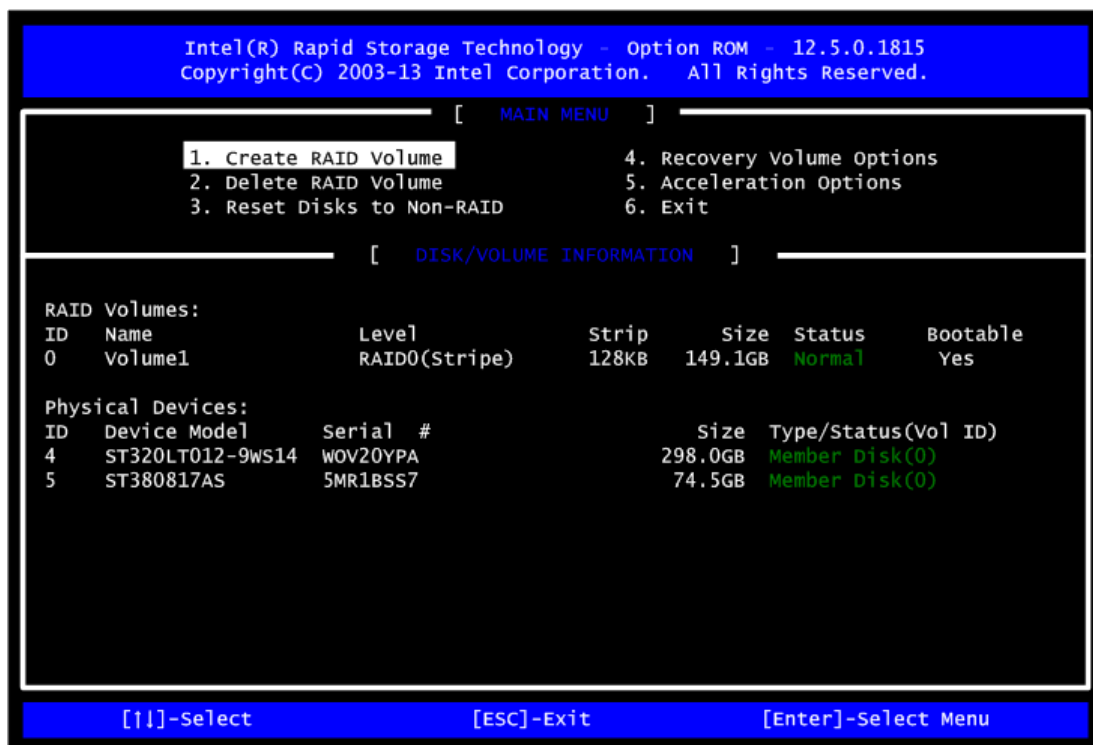 Intel(R) Rapid Storage Technology - Option ROM - 12.5.0.1815
Copyright(C) 2003-13 Intel Corporation. All Rights Reserved.
[ MAIN MENU ]
1. Create RAID Volume 4. Recovery Volume Options
2. Delete RAID Volume 5. Acceleration Options
3. Reset Disks to Non-RAID 6. Exit
[ DISK/VOLUME INFORMATION ]
RAID Volumes:
ID Name Level Strip Size Status Bootable
0 Volume1 RAID0(Stripe) 128KB 149.1GB Normal Yes
Physical Devices:
ID Device Model Serial # Size Type/Status(Vol ID)
4 ST320LT012-9WS14 WOV20YPA 298.0GB Member Disk(0)
5 ST380817AS 5MR1BSS7 74.5GB Member Disk(0)
[↑↓]-Select [ESC]-Exit [Enter]-Select Menu